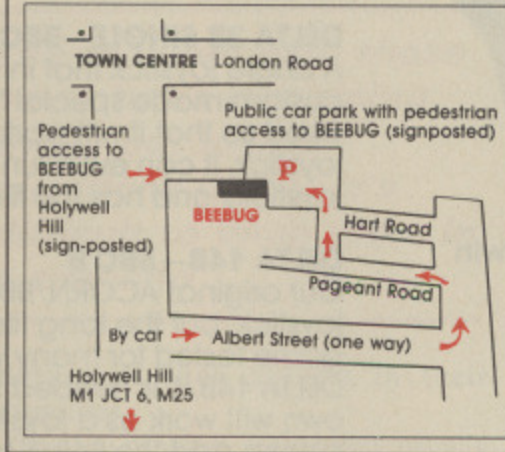 TOWN CENTRE London Road
Public car park with pedestrian
access to BEEBUG (signposted)
Pedestrian
access to
BEEBUG
from
Holywell
Hill
(sign-posted)
P
BEEBUG
Hart Road
Pageant Road
By car
Albert Street (one way)
Holywell Hill
M1 JCT 6, M25